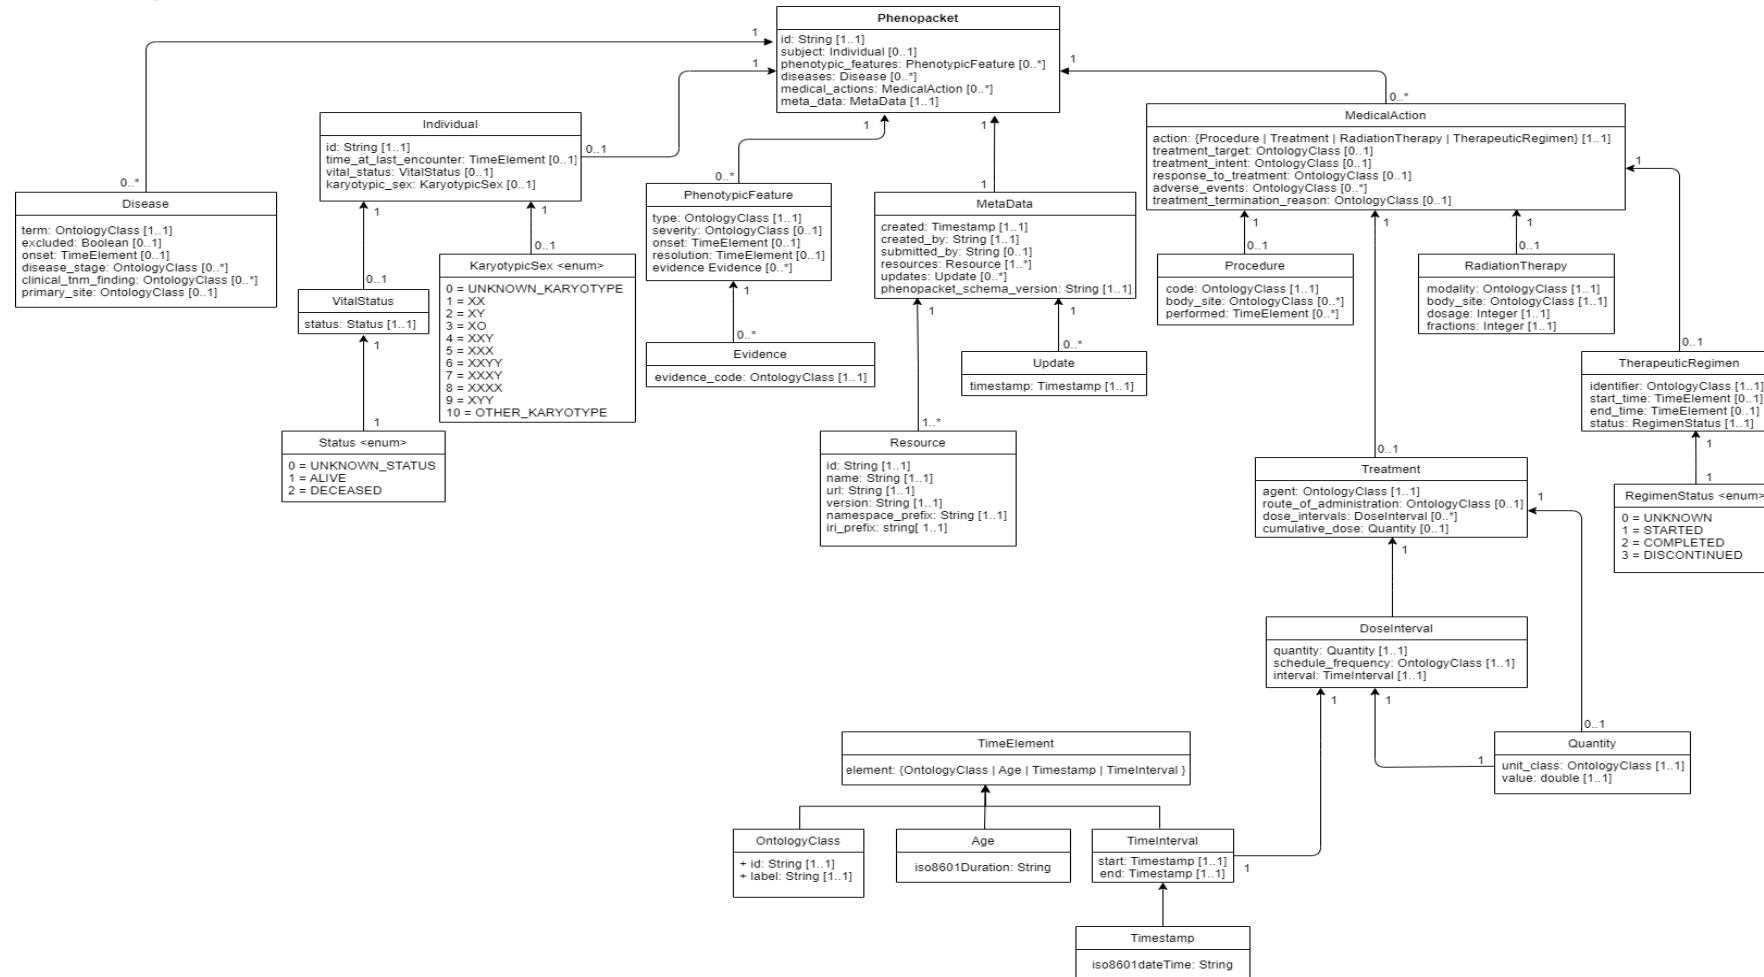 Phenopacket
id: String [1..1]
subject: Individual [0..1]
phenotypic_features: PhenotypicFeature [0..*]
diseases: Disease [0..*]
medical_actions: MedicalAction [0..*]
meta_data: MetaData [1..1]
1
1
1
1
1
0..*
0..1
0..*
1
0..*
Individual
id: String [1..1]
time_at_last_encounter: TimeElement [0..1]
vital_status: VitalStatus [0..1]
karyotypic_sex: KaryotypicSex [0..1]
1
1
0..1
0..1
MedicalAction
action: {Procedure | Treatment | RadiationTherapy | TherapeuticRegimen} [1..1]
treatment_target: OntologyClass [0..1]
treatment_intent: OntologyClass [0..1]
response_to_treatment: OntologyClass [0..1]
adverse_events: OntologyClass [0..*]
treatment_termination_reason: OntologyClass [0..1]
1
1
1
1
0..1
0..1
0..1
0..1
Disease
term: OntologyClass [1..1]
excluded: Boolean [0..1]
onset: TimeElement [0..1]
disease_stage: OntologyClass [0..*]
clinical_tnm_finding: OntologyClass [0..*]
primary_site: OntologyClass [0..1]
PhenotypicFeature
type: OntologyClass [1..1]
severity: OntologyClass [0..1]
onset: TimeElement [0..1]
resolution: TimeElement [0..1]
evidence Evidence [0..*]
1
0..*
MetaData
created: Timestamp [1..1]
created_by: String [1..1]
submitted_by: String [0..1]
resources: Resource [1..*]
updates: Update [0..*]
phenopacket_schema_version: String [1..1]
1
1
0..*
1..*
KaryotypicSex <enum>
0 = UNKNOWN_KARYOTYPE
1 = XX
2 = XY
3 = XO
4 = XXY
5 = XXX
6 = XXYY
7 = XXXY
8 = XXXX
9 = XYY
10 = OTHER_KARYOTYPE
Procedure
code: OntologyClass [1..1]
body_site: OntologyClass [0..*]
performed: TimeElement [0..*]
RadiationTherapy
modality: OntologyClass [1..1]
body_site: OntologyClass [1..1]
dosage: Integer [1..1]
fractions: Integer [1..1]
VitalStatus
status: Status [1..1]
1
1
Evidence
evidence_code: OntologyClass [1..1]
Update
timestamp: Timestamp [1..1]
TherapeuticRegimen
identifier: OntologyClass [1..1]
start_time: TimeElement [0..1]
end_time: TimeElement [0..1]
status: RegimenStatus [1..1]
1
1
Status <enum>
0 = UNKNOWN_STATUS
1 = ALIVE
2 = DECEASED
Resource
id: String [1..1]
name: String [1..1]
url: String [1..1]
version: String [1..1]
namespace_prefix: String [1..1]
iri_prefix: string[ 1..1]
Treatment
agent: OntologyClass [1..1]
route_of_administration: OntologyClass [0..1]
dose_intervals: DoseInterval [0..*]
cumulative_dose: Quantity [0..1]
1
1
RegimenStatus <enum>
0 = UNKNOWN
1 = STARTED
2 = COMPLETED
3 = DISCONTINUED
DoseInterval
quantity: Quantity [1..1]
schedule_frequency: OntologyClass [1..1]
interval: TimeInterval [1..1]
1
1
0..1
1
TimeElement
element: {OntologyClass | Age | Timestamp | TimeInterval }
Quantity
unit_class: OntologyClass [1..1]
value: double [1..1]
OntologyClass
+ id: String [1..1]
+ label: String [1..1]
Age
iso8601Duration: String
TimeInterval
start: Timestamp [1..1]
end: Timestamp [1..1]
1
Timestamp
iso8601dateTime: String